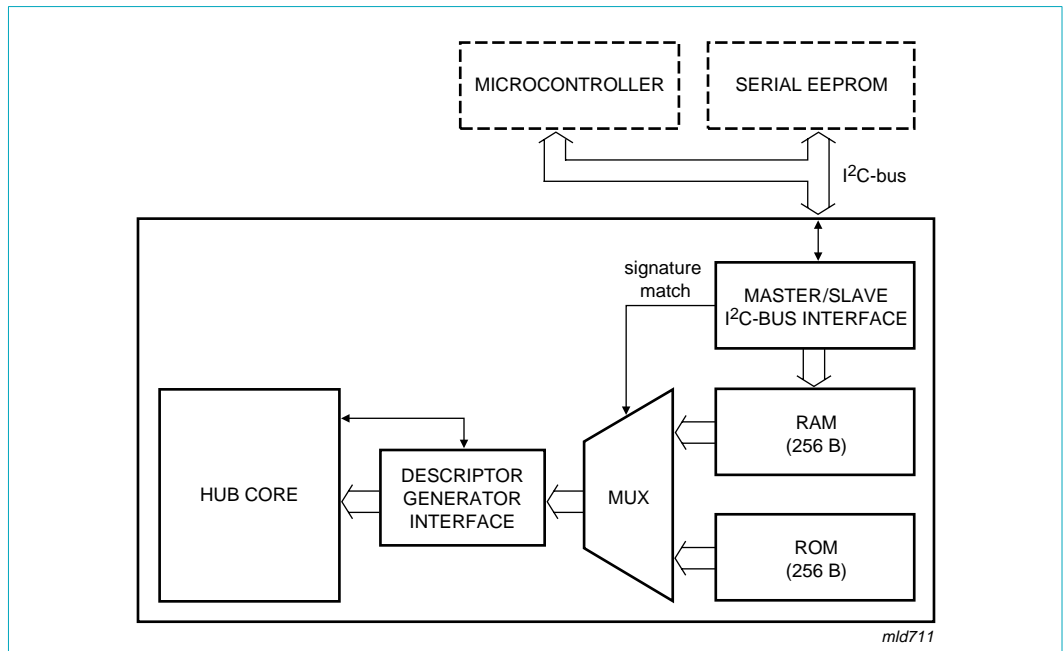 MICROCONTROLLER
SERIAL EEPROM
I²C-bus
signature
match
MASTER/SLAVE
I²C-BUS INTERFACE
HUB CORE
DESCRIPTOR
GENERATOR
INTERFACE
MUX
RAM
(256 B)
ROM
(256 B)
mld711